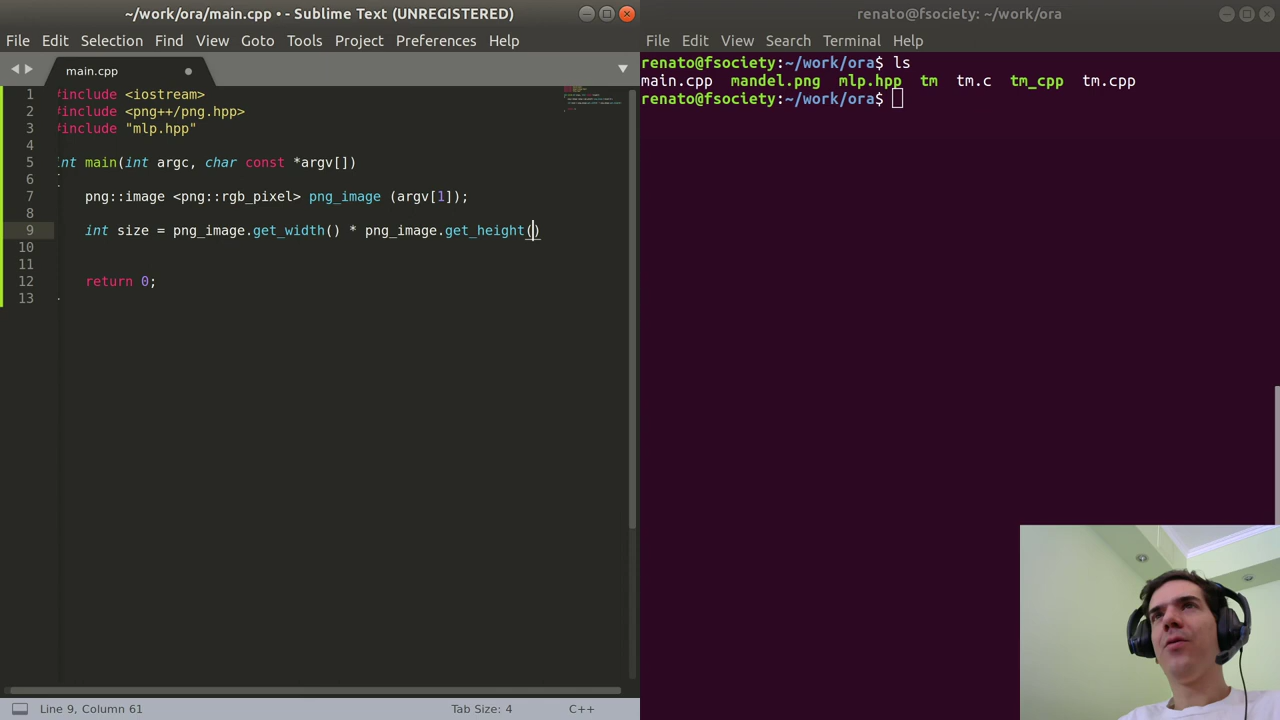 ~/work/ora/main.cpp • - Sublime Text (UNREGISTERED)
File Edit Selection Find View Goto Tools Project Preferences Help
main.cpp
1 #include <iostream>
2 #include <png++/png.hpp>
3 #include "mlp.hpp"
4
5 int main(int argc, char const *argv[])
6 {
7 png::image <png::rgb_pixel> png_image (argv[1]);
8
9 int size = png_image.get_width() * png_image.get_height()
10
11
12 return 0;
13
Line 9, Column 61 Tab Size: 4 C++
renato@fsociety: ~/work/ora
File Edit View Search Terminal Help
renato@fsociety:~/work/ora$ ls
main.cpp mandel.png mlp.hpp tm tm.c tm_cpp tm.cpp
renato@fsociety:~/work/ora$